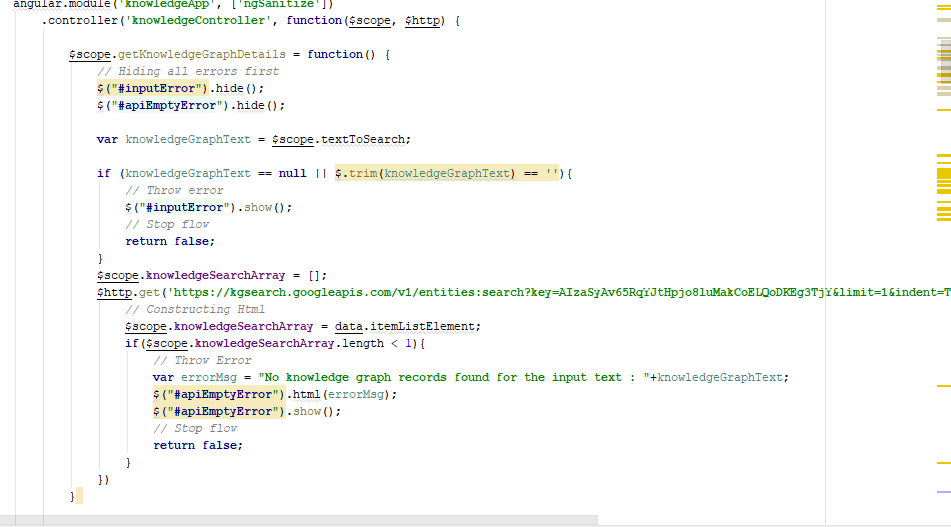 angular.module('knowledgeApp', ['ngSanitize'])
    .controller('knowledgeController', function($scope, $http) {
        $scope.getKnowledgeGraphDetails = function() {
            // Hiding all errors first
            $("#inputError").hide();
            $("#apiEmptyError").hide();
            var knowledgeGraphText = $scope.textToSearch;
            if (knowledgeGraphText == null || $.trim(knowledgeGraphText) == ''){
                // Throw error
                $("#inputError").show();
                // Stop flow
                return false;
            }
            $scope.knowledgeSearchArray = [];
            $http.get('https://kgsearch.googleapis.com/v1/entities:search?key=AIzaSyAv65RqYJtHpjo8luMakCoELQoDKEg3TjY&limit=1&indent=T
                // Constructing Html
                $scope.knowledgeSearchArray = data.itemListElement;
                if($scope.knowledgeSearchArray.length < 1){
                    // Throw Error
                    var errorMsg = "No knowledge graph records found for the input text : "+knowledgeGraphText;
                    $("#apiEmptyError").html(errorMsg);
                    $("#apiEmptyError").show();
                    // Stop flow
                    return false;
                }
            })
        }